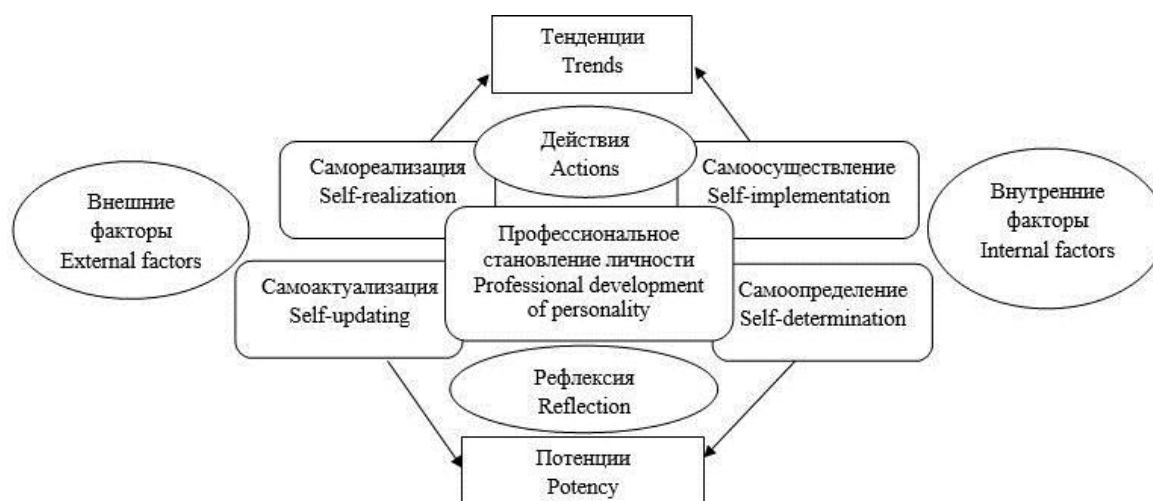 Тенденции
Trends
Действия
Actions
Самореализация
Self-realization
Самоосуществление
Self-implementation
Внешние
факторы
External factors
Внутренние
факторы
Internal factors
Профессиональное
становление личности
Professional development
of personality
Самоактуализация
Self-updating
Самоопределение
Self-determination
Рефлексия
Reflection
Потенции
Potency